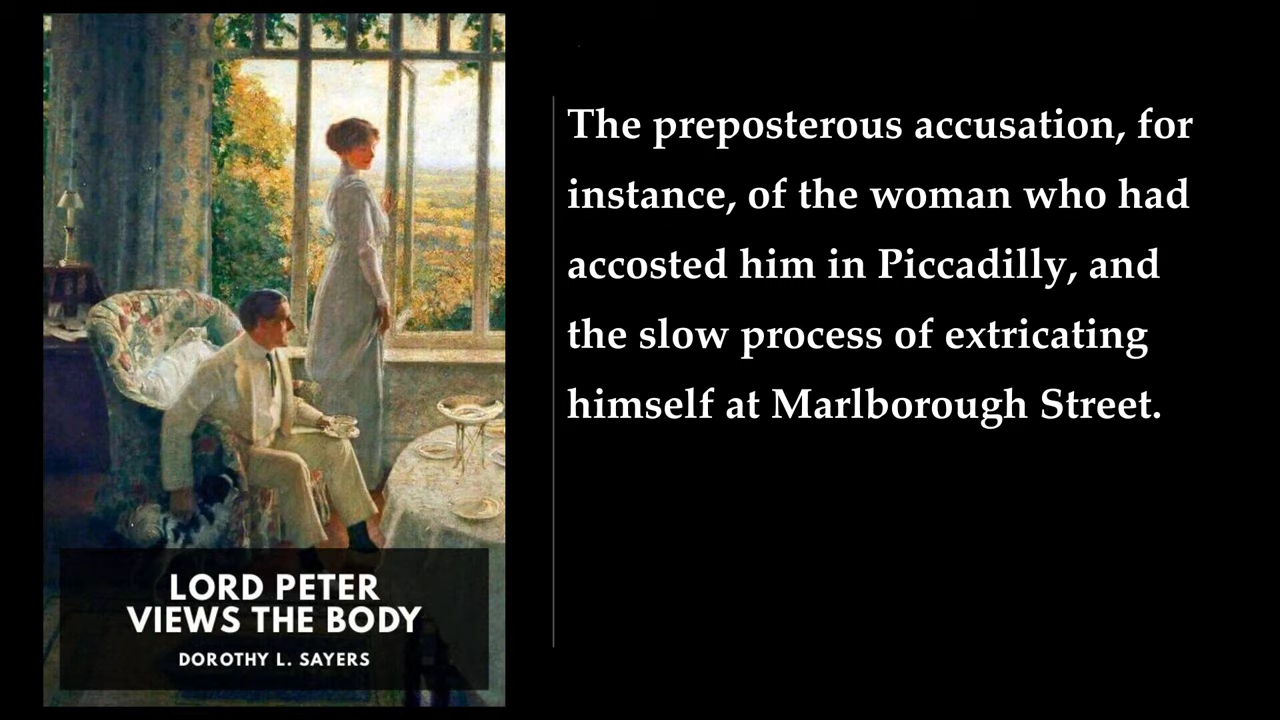 The preposterous accusation, for
instance, of the woman who had
accosted him in Piccadilly, and
the slow process of extricating
himself at Marlborough Street.
LORD PETER
VIEWS THE BODY
DOROTHY L. SAYERS